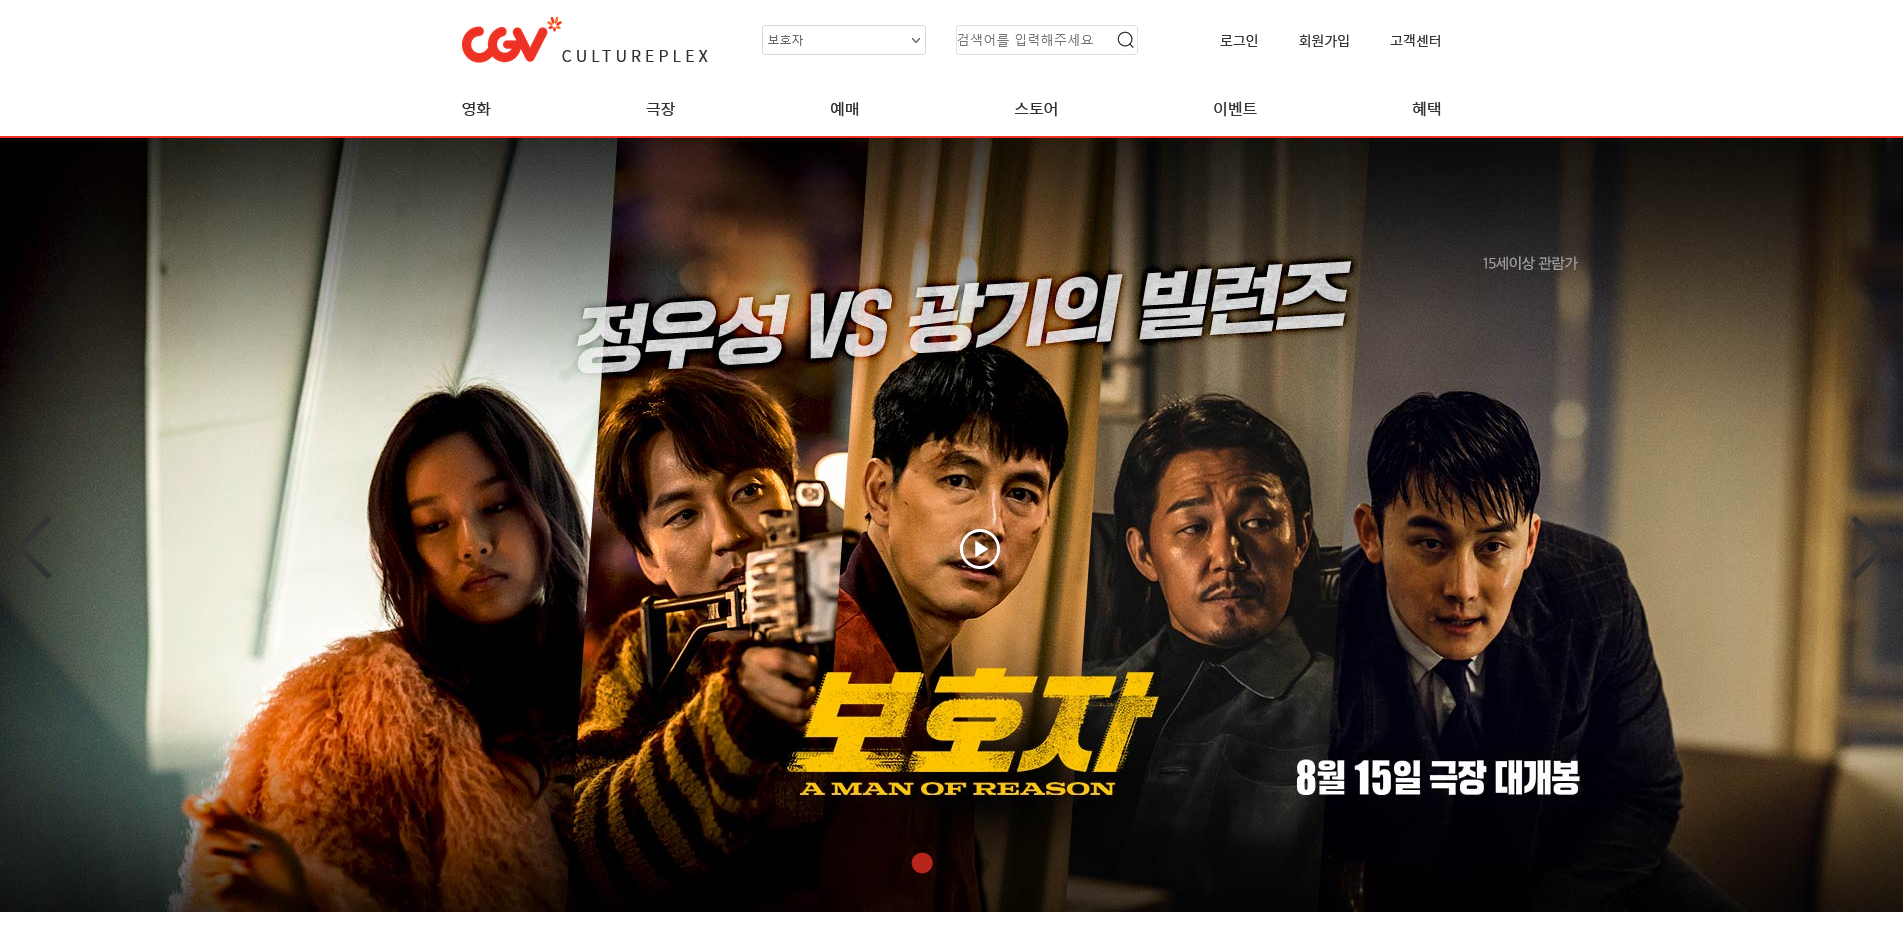 CGV CULTUREPLEX
보호자
검색어를 입력해주세요
로그인 회원가입 고객센터
영화 극장 예매 스토어 이벤트 혜택
15세이상 관람가
정우성 VS 광기의 빌런즈
보호자
A MAN OF REASON
8월 15일 극장 대개봉